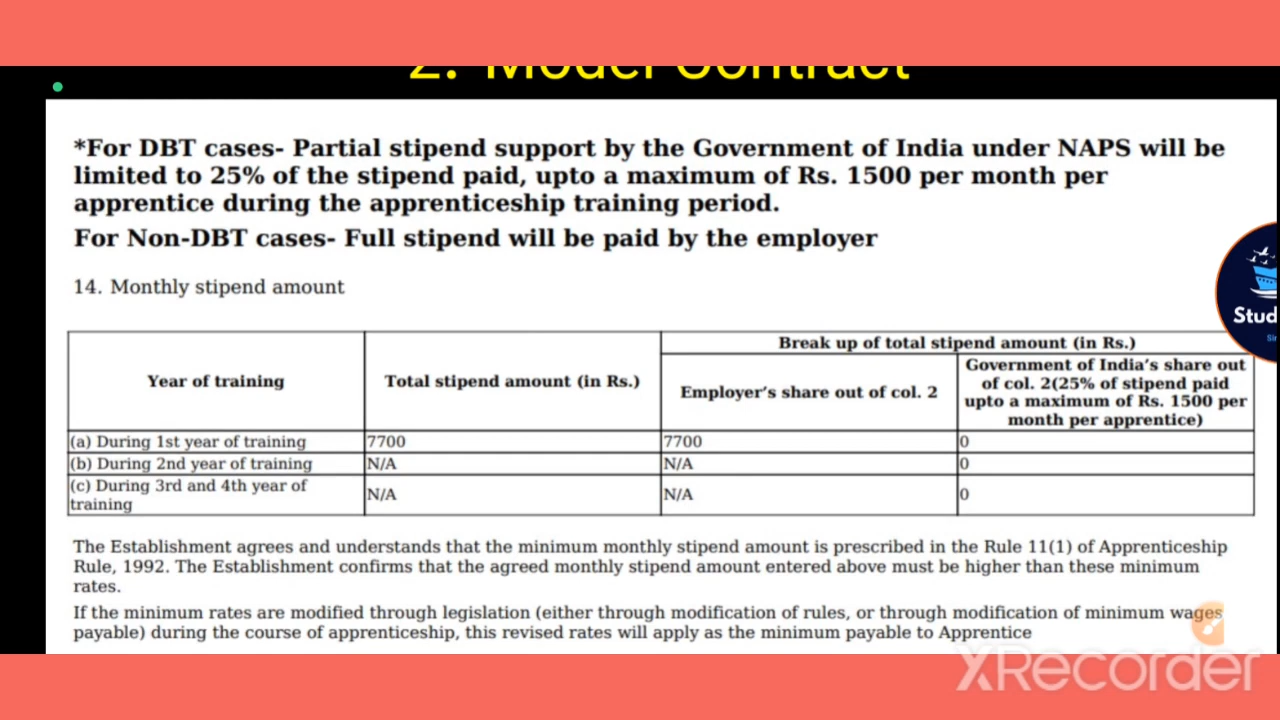 2. Model Contract
*For DBT cases- Partial stipend support by the Government of India under NAPS will be
limited to 25% of the stipend paid, upto a maximum of Rs. 1500 per month per
apprentice during the apprenticeship training period.
For Non-DBT cases- Full stipend will be paid by the employer
14. Monthly stipend amount
Year of training
Total stipend amount (in Rs.)
Break up of total stipend amount (in Rs.)
Employer's share out of col. 2
Government of India's share out
of col. 2(25% of stipend paid
upto a maximum of Rs. 1500 per
month per apprentice)
(a) During 1st year of training 7700 7700 0
(b) During 2nd year of training N/A N/A 0
(c) During 3rd and 4th year of
training N/A N/A 0
The Establishment agrees and understands that the minimum monthly stipend amount is prescribed in the Rule 11(1) of Apprenticeship
Rule, 1992. The Establishment confirms that the agreed monthly stipend amount entered above must be higher than these minimum
rates.
If the minimum rates are modified through legislation (either through modification of rules, or through modification of minimum wages
payable) during the course of apprenticeship, this revised rates will apply as the minimum payable to Apprentice
Stud
XRecorder